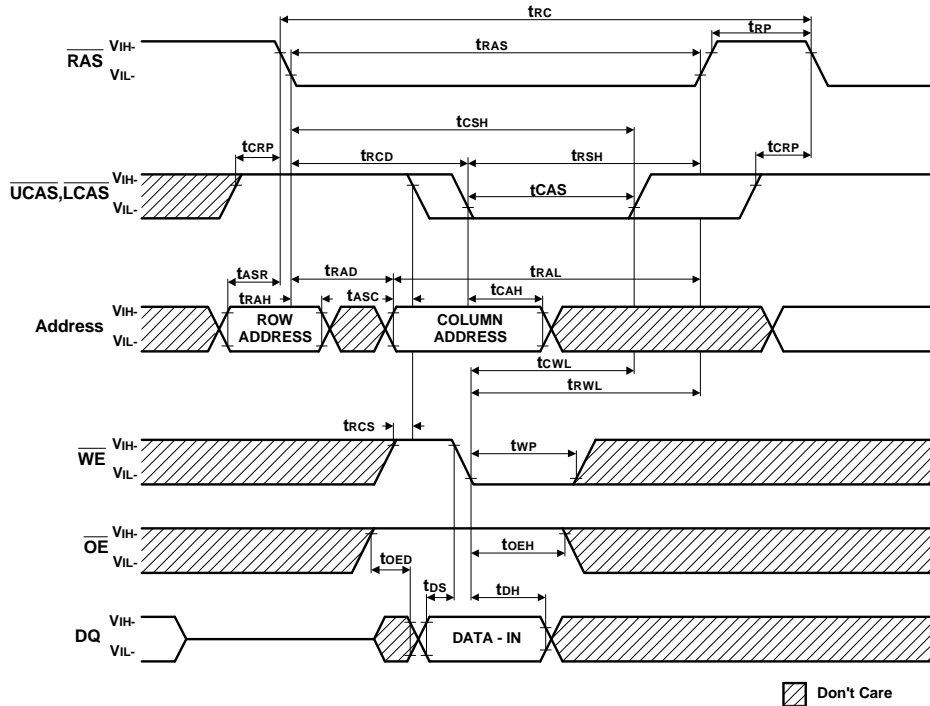 tRC
tRP
VIH-
RAS
tRAS
VIL-
tCSH
tCRP
tRCD
tRSH
tCRP
VIH-
UCAS,LCAS
tCAS
VIL-
tASR
tRAD
tRAL
tRAH
tASC
tCAH
VIH-
Address
ROW
ADDRESS
COLUMN
ADDRESS
VIL-
tCWL
tRWL
tRCS
VIH-
WE
tWP
VIL-
VIH-
OE
tOEH
VIL-
tOED
tDS
tDH
VIH-
DQ
DATA - IN
VIL-
Don't Care